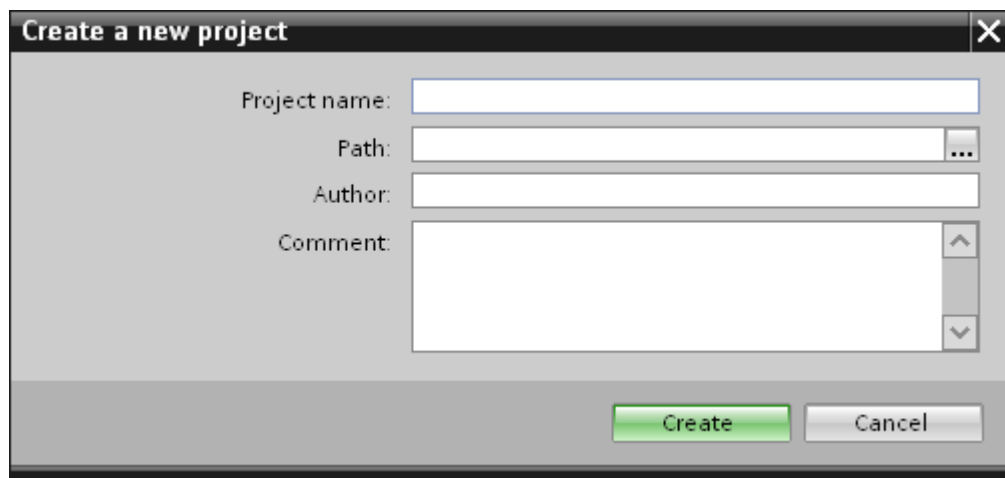 Create a new project
Project name:
Path:
...
Author:
Comment:
Create
Cancel